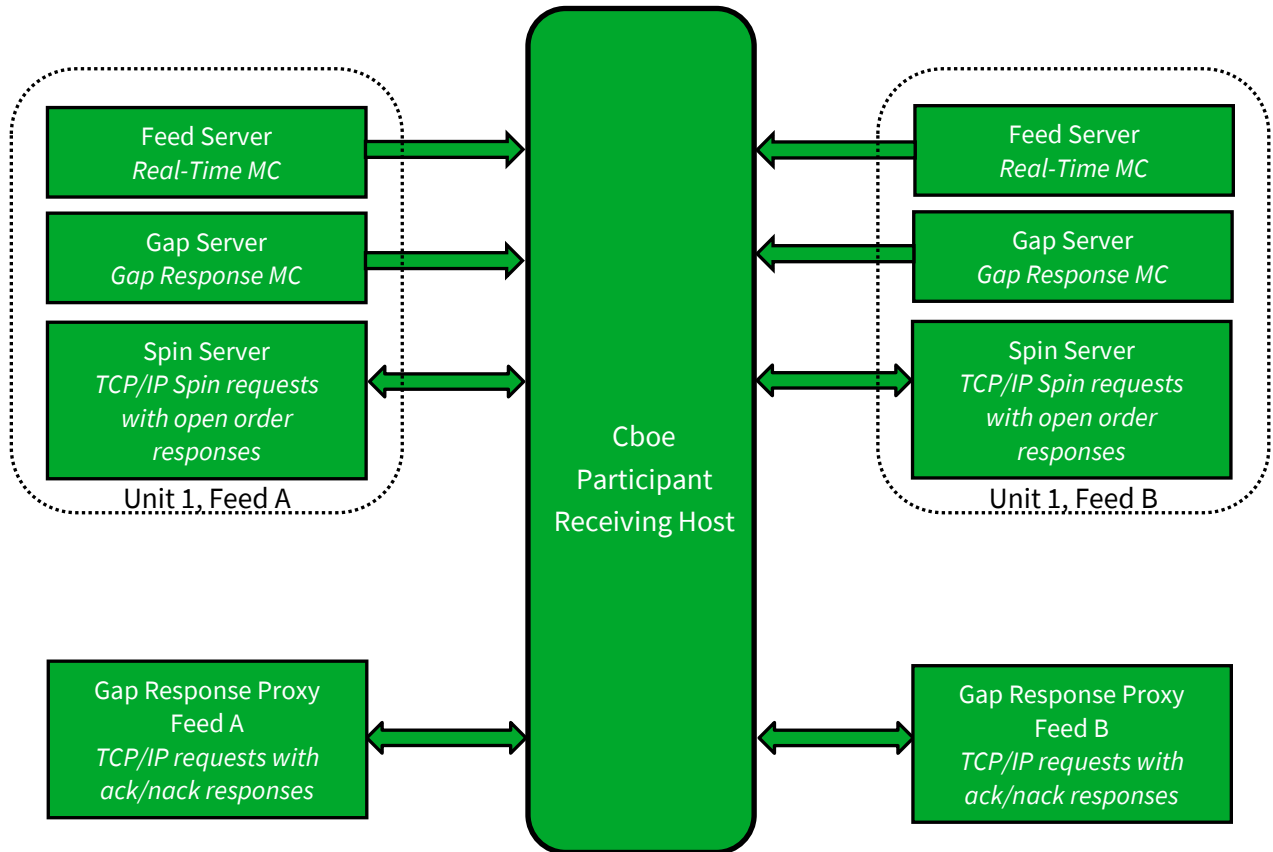 Feed Server
Real-Time MC
Gap Server
Gap Response MC
Spin Server
TCP/IP Spin requests
with open order
responses
Unit 1, Feed A
Gap Response Proxy
Feed A
TCP/IP requests with
ack/nack responses
Cboe
Participant
Receiving Host
Feed Server
Real-Time MC
Gap Server
Gap Response MC
Spin Server
TCP/IP Spin requests
with open order
responses
Unit 1, Feed B
Gap Response Proxy
Feed B
TCP/IP requests with
ack/nack responses